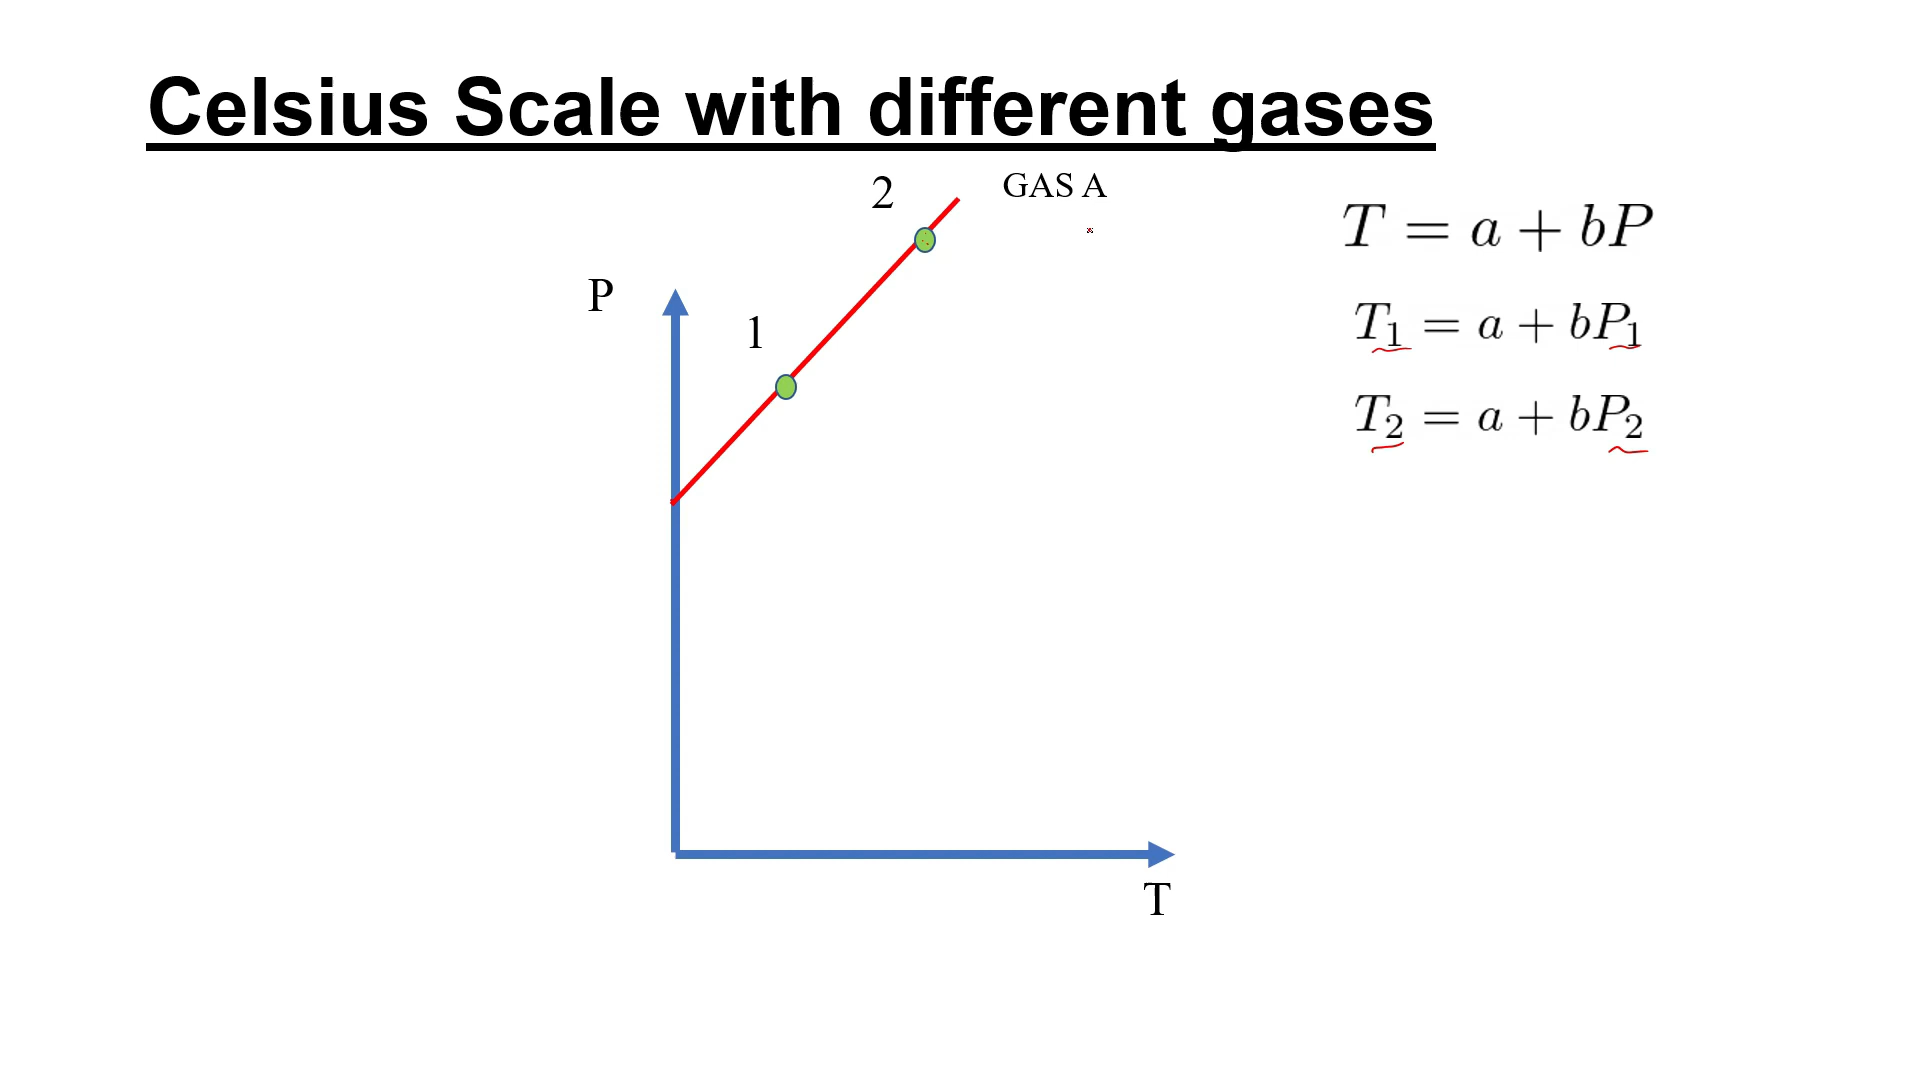 Celsius Scale with different gases
2
GAS A
T = a + bP
P
1
T₁ = a + bP₁
T₂ = a + bP₂
T